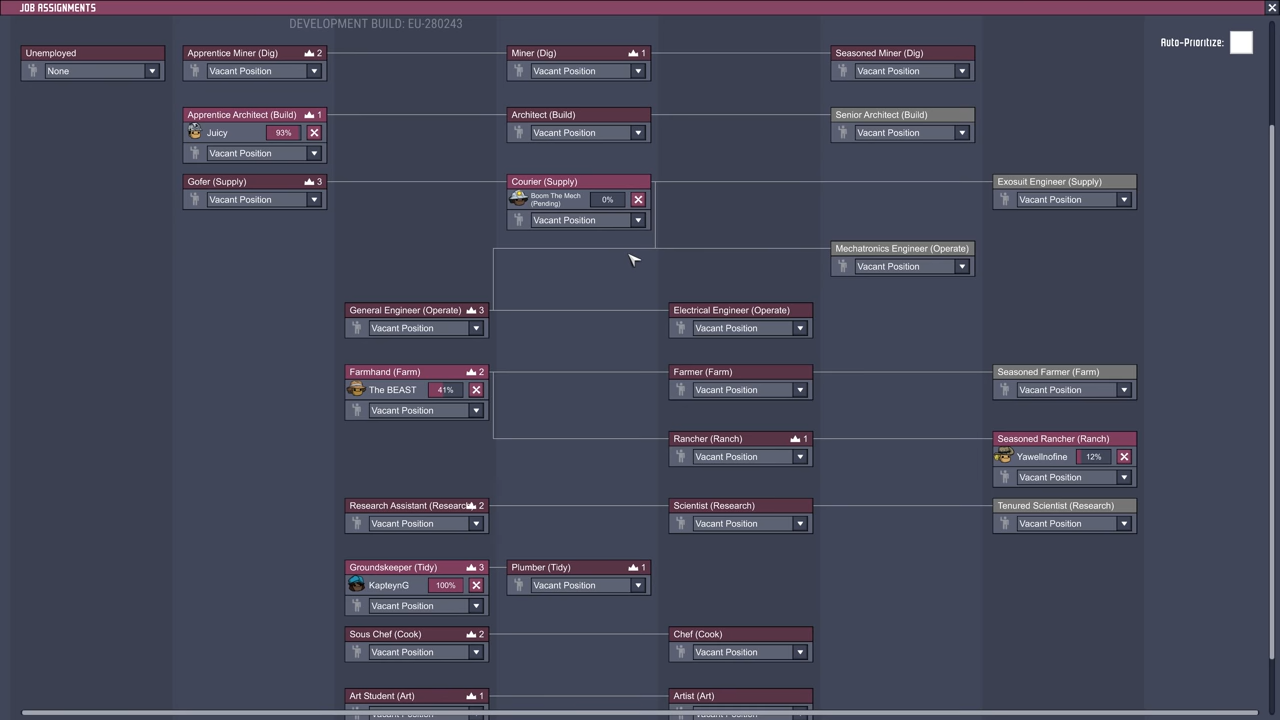 JOB ASSIGNMENTS
DEVELOPMENT BUILD: EU-280243
Auto-Prioritize:
Unemployed
None
Apprentice Miner (Dig) 2
Vacant Position
Miner (Dig) 1
Vacant Position
Seasoned Miner (Dig)
Vacant Position
Apprentice Architect (Build) 1
Juicy 93%
Vacant Position
Architect (Build)
Vacant Position
Senior Architect (Build)
Vacant Position
Gofer (Supply) 3
Vacant Position
Courier (Supply)
Boom The Mech
(Pending) 0%
Vacant Position
Exosuit Engineer (Supply)
Vacant Position
Mechatronics Engineer (Operate)
Vacant Position
General Engineer (Operate) 3
Vacant Position
Electrical Engineer (Operate)
Vacant Position
Farmhand (Farm) 2
The BEAST 41%
Vacant Position
Farmer (Farm)
Vacant Position
Seasoned Farmer (Farm)
Vacant Position
Rancher (Ranch) 1
Vacant Position
Seasoned Rancher (Ranch)
Yawellnofine 12%
Vacant Position
Research Assistant (Researc 2
Vacant Position
Scientist (Research)
Vacant Position
Tenured Scientist (Research)
Vacant Position
Groundskeeper (Tidy) 3
KapteynG 100%
Vacant Position
Plumber (Tidy) 1
Vacant Position
Sous Chef (Cook) 2
Vacant Position
Chef (Cook)
Vacant Position
Art Student (Art) 1
Vacant Position
Artist (Art)
Vacant Position